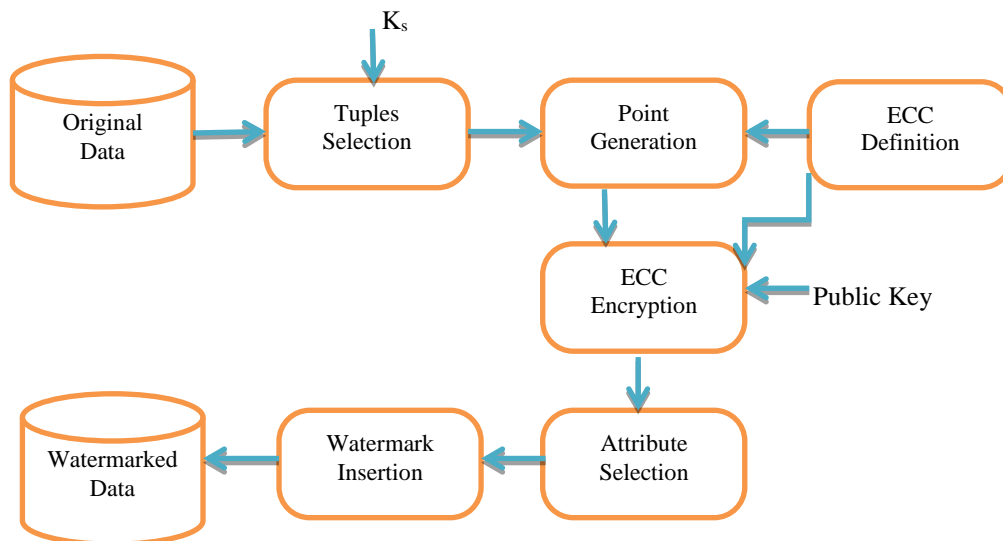 Kₛ
Original
Data
Tuples
Selection
Point
Generation
ECC
Definition
ECC
Encryption
Public Key
Attribute
Selection
Watermark
Insertion
Watermarked
Data